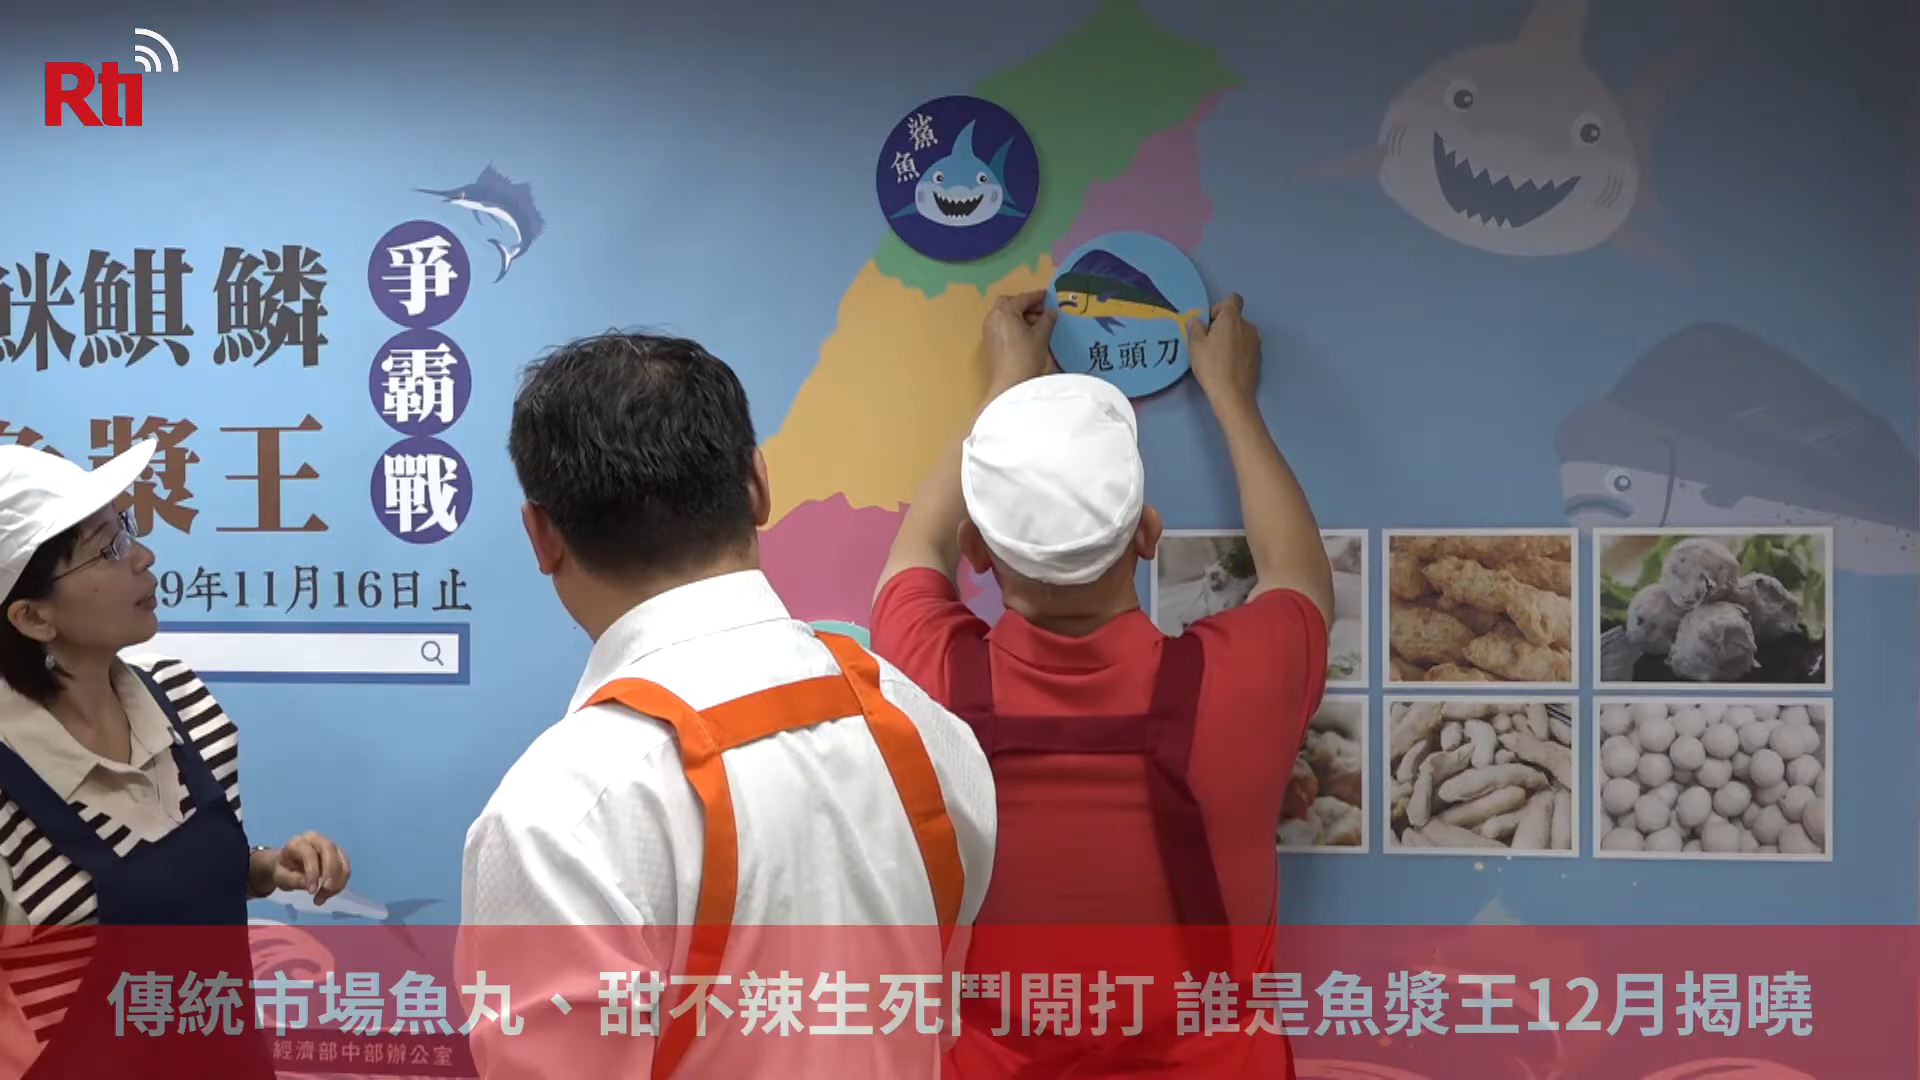 Rti
鯊魚
鬼頭刀
麒鱗
爭霸戰
漿王
9年11月16日止
傳統市場魚丸、甜不辣生死鬥開打 誰是魚漿王12月揭曉
經濟部中部辦公室